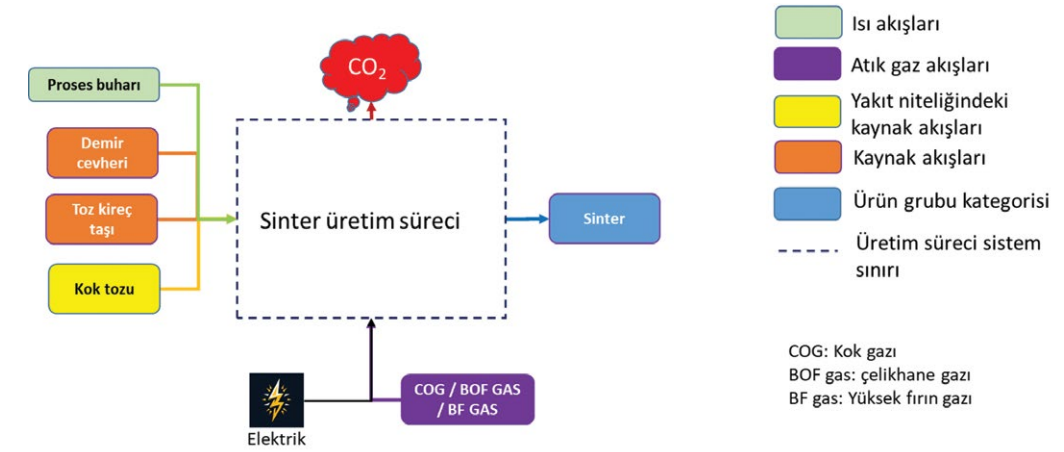 Proses buharı
Demir
cevheri
Toz kireç
taşı
Kok tozu
CO2
Sinter üretim süreci
Sinter
Elektrik
COG / BOF GAS
/ BF GAS
Isı akışları
Atık gaz akışları
Yakıt niteliğindeki
kaynak akışları
Kaynak akışları
Ürün grubu kategorisi
Üretim süreci sistem
sınırı
COG: Kok gazı
BOF gas: çelikhane gazı
BF gas: Yüksek fırın gazı